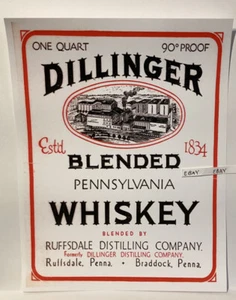 ONE QUART 90° PROOF
DILLINGER
Estd. 1834
BLENDED
EBAY EBAY
PENNSYLVANIA
WHISKEY
BLENDED BY
RUFFSDALE DISTILLING COMPANY.
Formerly DILLINGER DISTILLING COMPANY.
Ruffsdale, Penna. • Braddock, Penna.